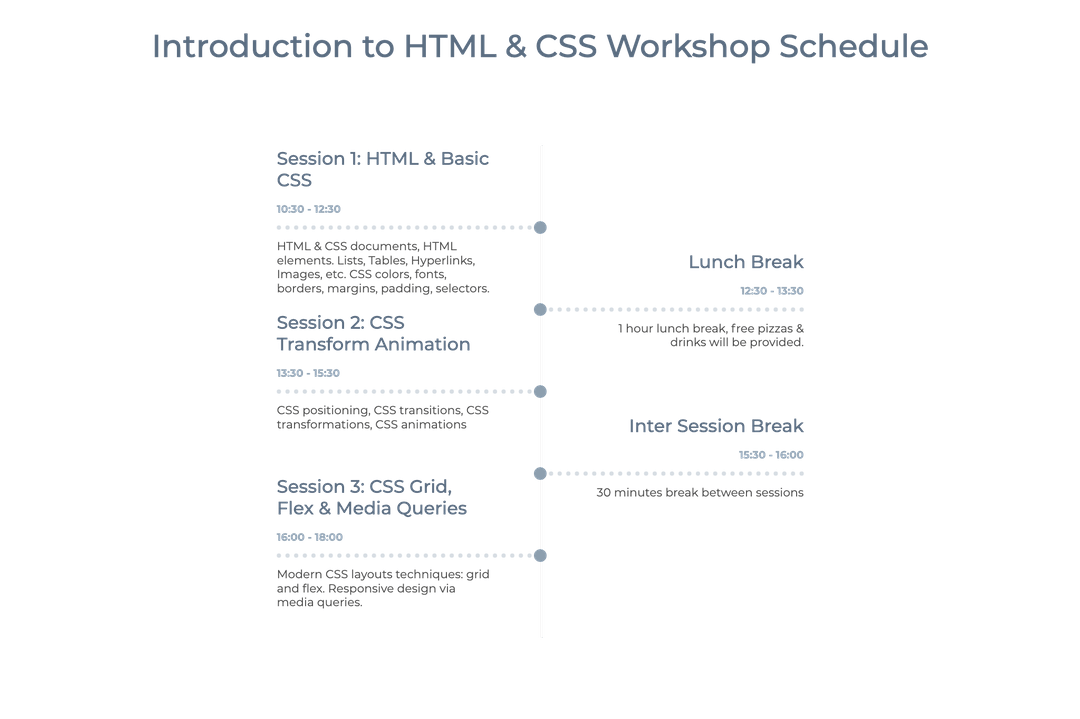 Introduction to HTML & CSS Workshop Schedule
Session 1: HTML & Basic
CSS
10:30 - 12:30
HTML & CSS documents, HTML
elements. Lists, Tables, Hyperlinks,
Images, etc. CSS colors, fonts,
borders, margins, padding, selectors.
Lunch Break
12:30 - 13:30
1 hour lunch break, free pizzas &
drinks will be provided.
Session 2: CSS
Transform Animation
13:30 - 15:30
CSS positioning, CSS transitions, CSS
transformations, CSS animations
Inter Session Break
15:30 - 16:00
30 minutes break between sessions
Session 3: CSS Grid,
Flex & Media Queries
16:00 - 18:00
Modern CSS layouts techniques: grid
and flex. Responsive design via
media queries.